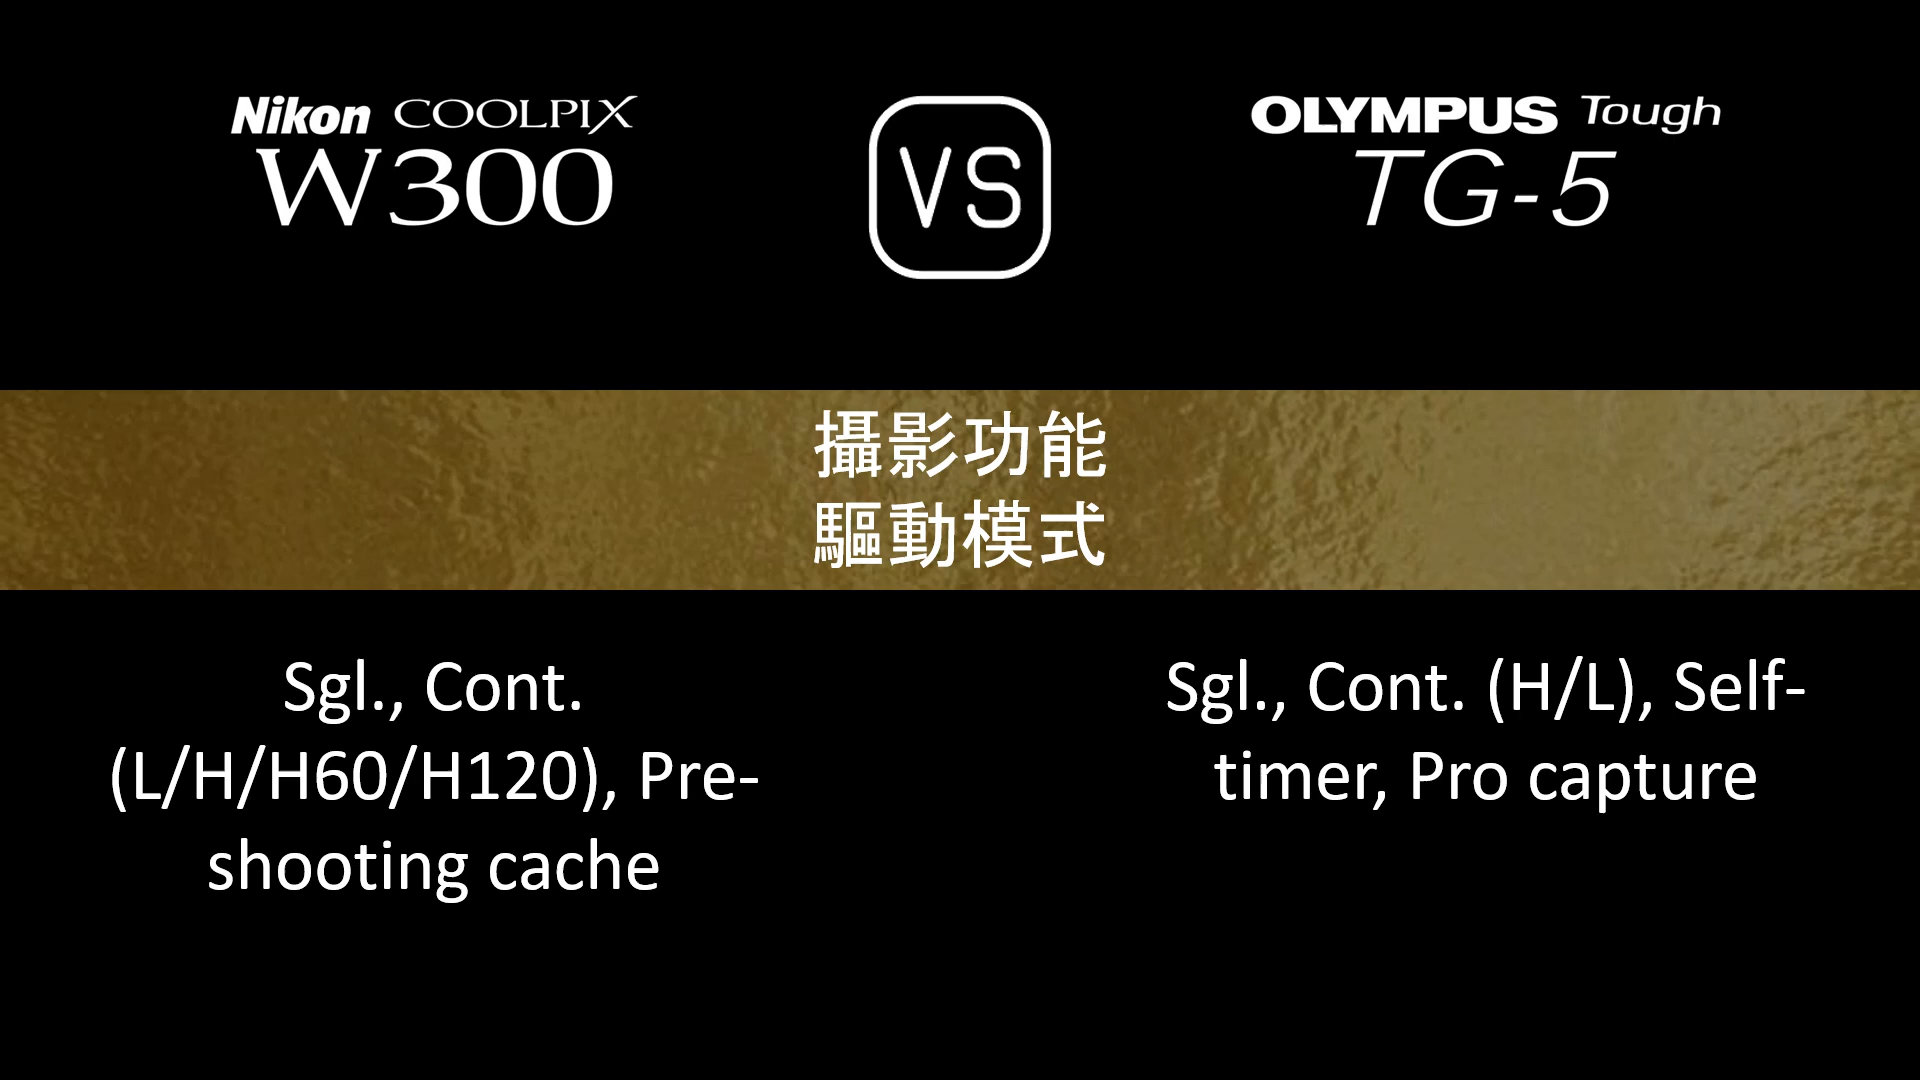 Nikon COOLPIX
W300
VS
OLYMPUS Tough
TG-5
攝影功能
驅動模式
Sgl., Cont.
(L/H/H60/H120), Pre-
shooting cache
Sgl., Cont. (H/L), Self-
timer, Pro capture